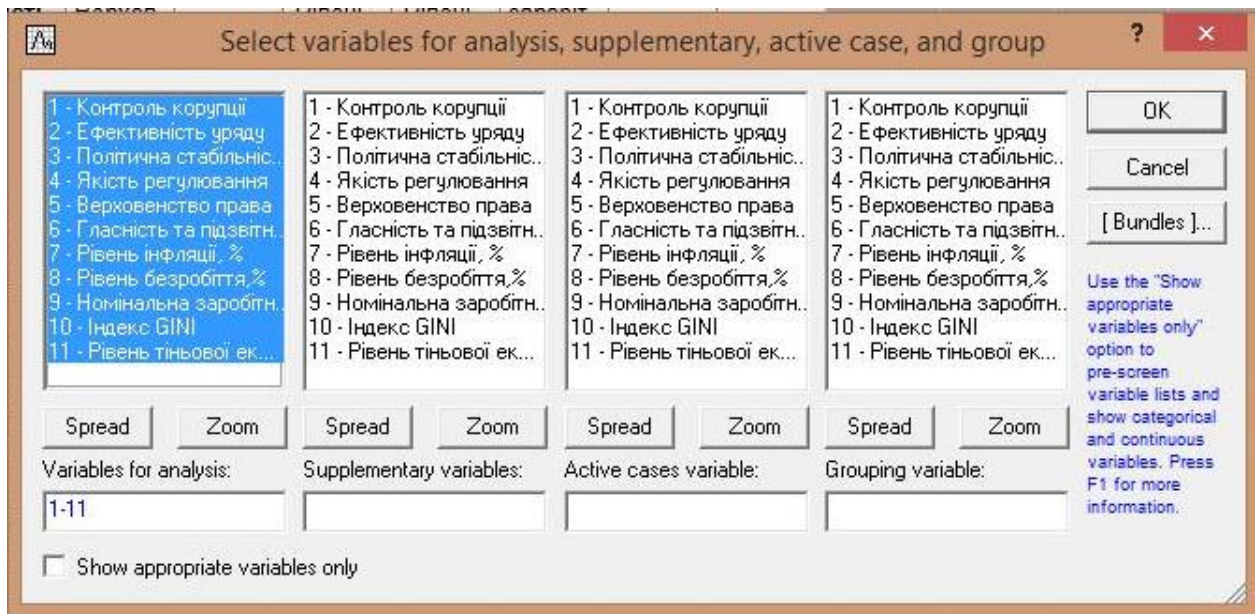 Select variables for analysis, supplementary, active case, and group
?
1 - Контроль корупції
2 - Ефективність уряду
3 - Політична стабільніс..
4 - Якість регулювання
5 - Верховенство права
6 - Гласність та підзвітн..
7 - Рівень інфляції, %
8 - Рівень безробіття,%
9 - Номінальна заробітн..
10 - Індекс GINI
11 - Рівень тіньової ек...
1 - Контроль корупції
2 - Ефективність уряду
3 - Політична стабільніс..
4 - Якість регулювання
5 - Верховенство права
6 - Гласність та підзвітн..
7 - Рівень інфляції, %
8 - Рівень безробіття,%
9 - Номінальна заробітн..
10 - Індекс GINI
11 - Рівень тіньової ек...
1 - Контроль корупції
2 - Ефективність уряду
3 - Політична стабільніс..
4 - Якість регулювання
5 - Верховенство права
6 - Гласність та підзвітн..
7 - Рівень інфляції, %
8 - Рівень безробіття,%
9 - Номінальна заробітн..
10 - Індекс GINI
11 - Рівень тіньової ек...
1 - Контроль корупції
2 - Ефективність уряду
3 - Політична стабільніс..
4 - Якість регулювання
5 - Верховенство права
6 - Гласність та підзвітн..
7 - Рівень інфляції, %
8 - Рівень безробіття,%
9 - Номінальна заробітн..
10 - Індекс GINI
11 - Рівень тіньової ек...
OK
Cancel
[ Bundles ]...
Use the "Show
appropriate
variables only"
option to
pre-screen
variable lists and
show categorical
and continuous
variables. Press
F1 for more
information.
Spread Zoom Spread Zoom Spread Zoom Spread Zoom
Variables for analysis: Supplementary variables: Active cases variable: Grouping variable:
1-11
Show appropriate variables only